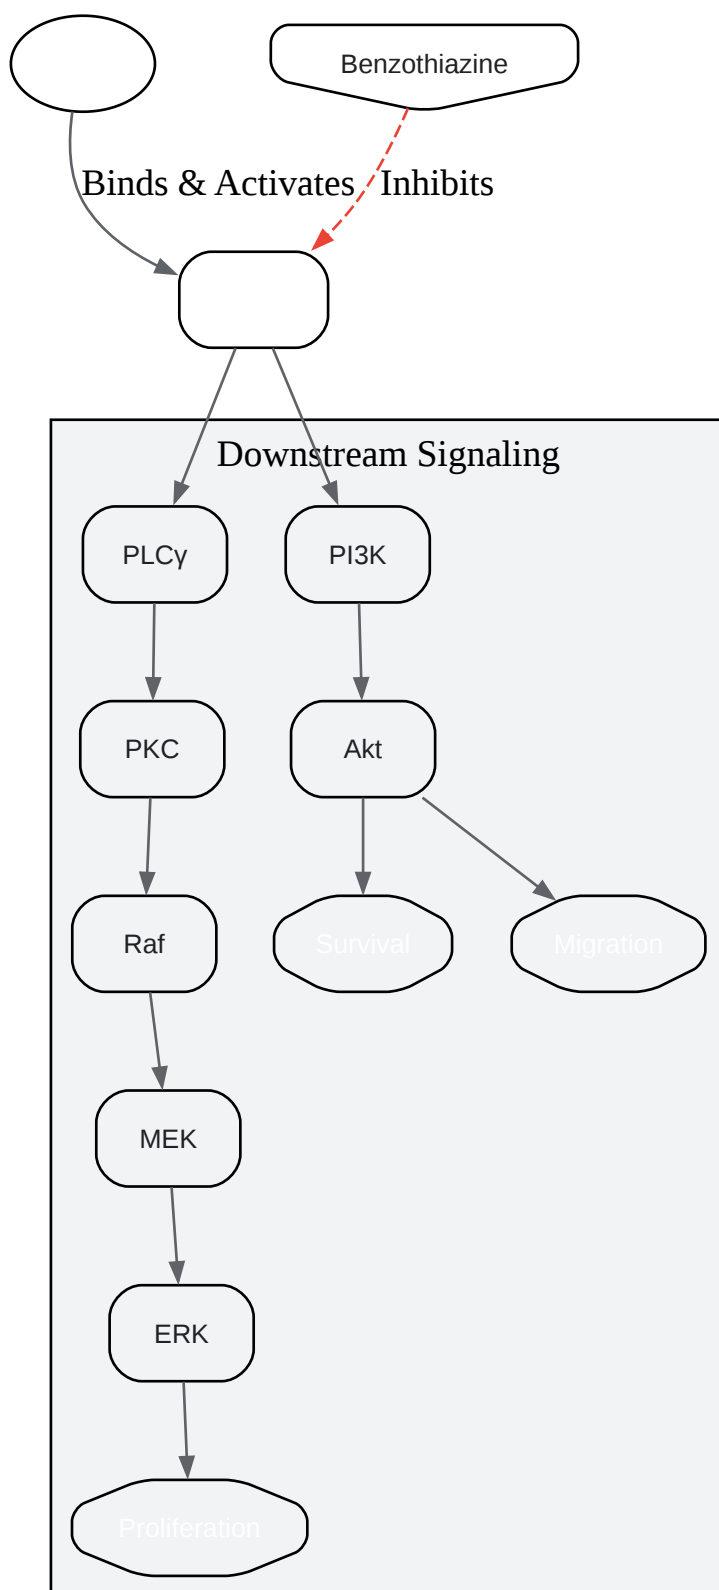 Benzothiazine
Binds & Activates
Inhibits
Downstream Signaling
PLCγ
PI3K
PKC
Akt
Raf
Survival
Migration
MEK
ERK
Proliferation